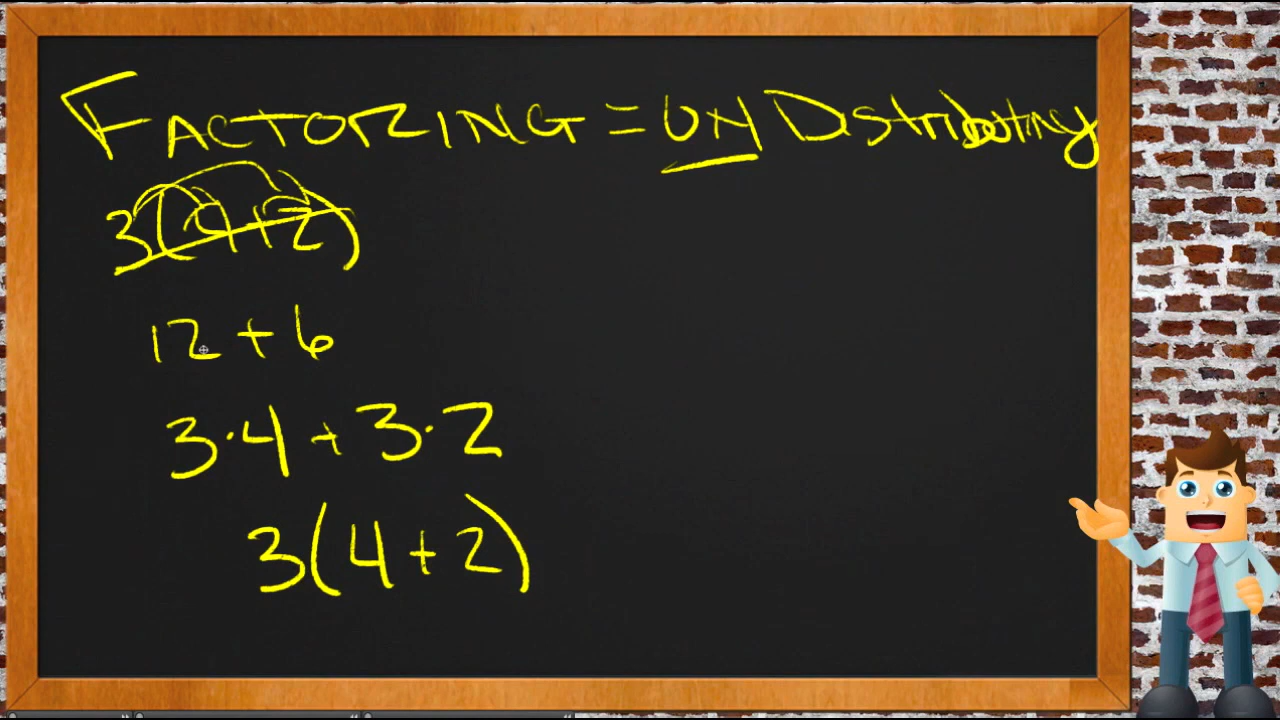 FACTORING = UN Distributing
3(4+2)
12 + 6
3·4 + 3·2
3(4+2)